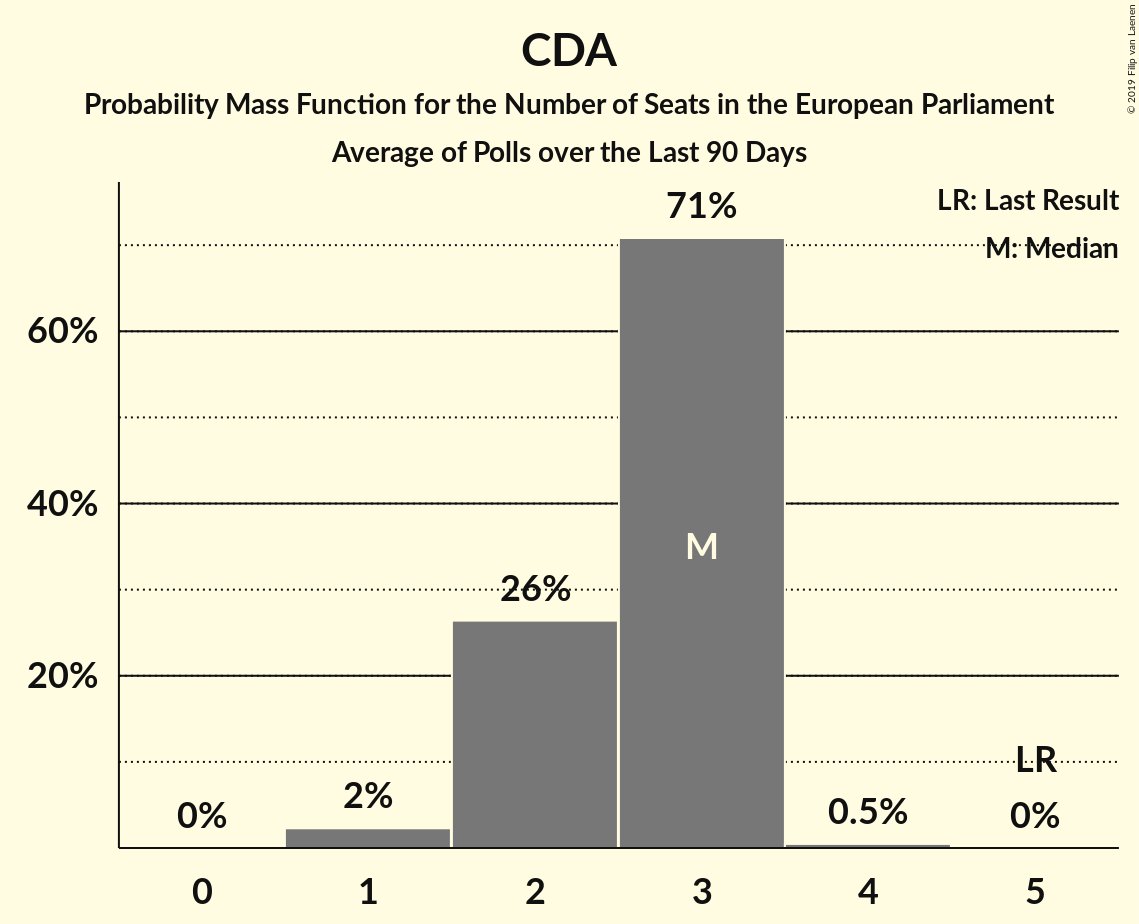 CDA
Probability Mass Function for the Number of Seats in the European Parliament
Average of Polls over the Last 90 Days
© 2019 Filip van Laenen
LR: Last Result
M: Median
71%
60%
40%
M
26%
20%
LR
0%
2%
0.5%
0%
0 1 2 3 4 5